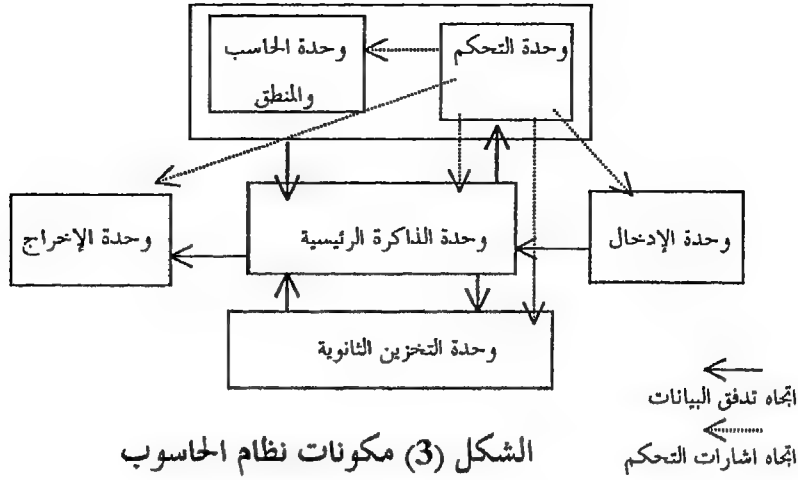 وحدة التحكم
وحدة الحاسب
والمنطق
وحدة الإدخال
وحدة الذاكرة الرئيسية
وحدة الإخراج
وحدة التخزين الثانوية
اتجاه تدفق البيانات
اتجاه اشارات التحكم
الشكل (3) مكونات نظام الحاسوب